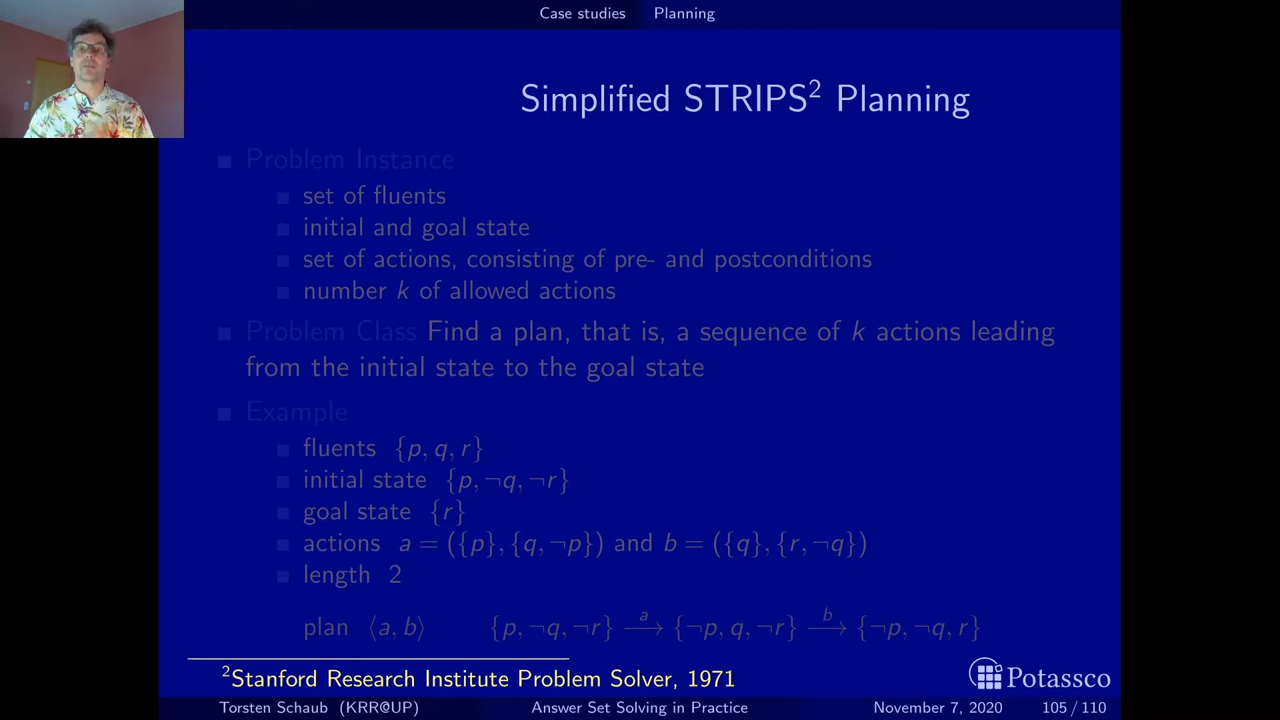 Case studies Planning
Simplified STRIPS² Planning
Problem Instance
set of fluents
initial and goal state
set of actions, consisting of pre- and postconditions
number k of allowed actions
Problem Class Find a plan, that is, a sequence of k actions leading
from the initial state to the goal state
Example
fluents {p, q, r}
initial state {p, ¬q, ¬r}
goal state {r}
actions a = ({p}, {q, ¬p}) and b = ({q}, {r, ¬q})
length 2
plan ⟨a, b⟩ {p, ¬q, ¬r} —a→ {¬p, q, ¬r} —b→ {¬p, ¬q, r}
²Stanford Research Institute Problem Solver, 1971
Potassco
Torsten Schaub (KRR@UP) Answer Set Solving in Practice November 7, 2020 105 / 110